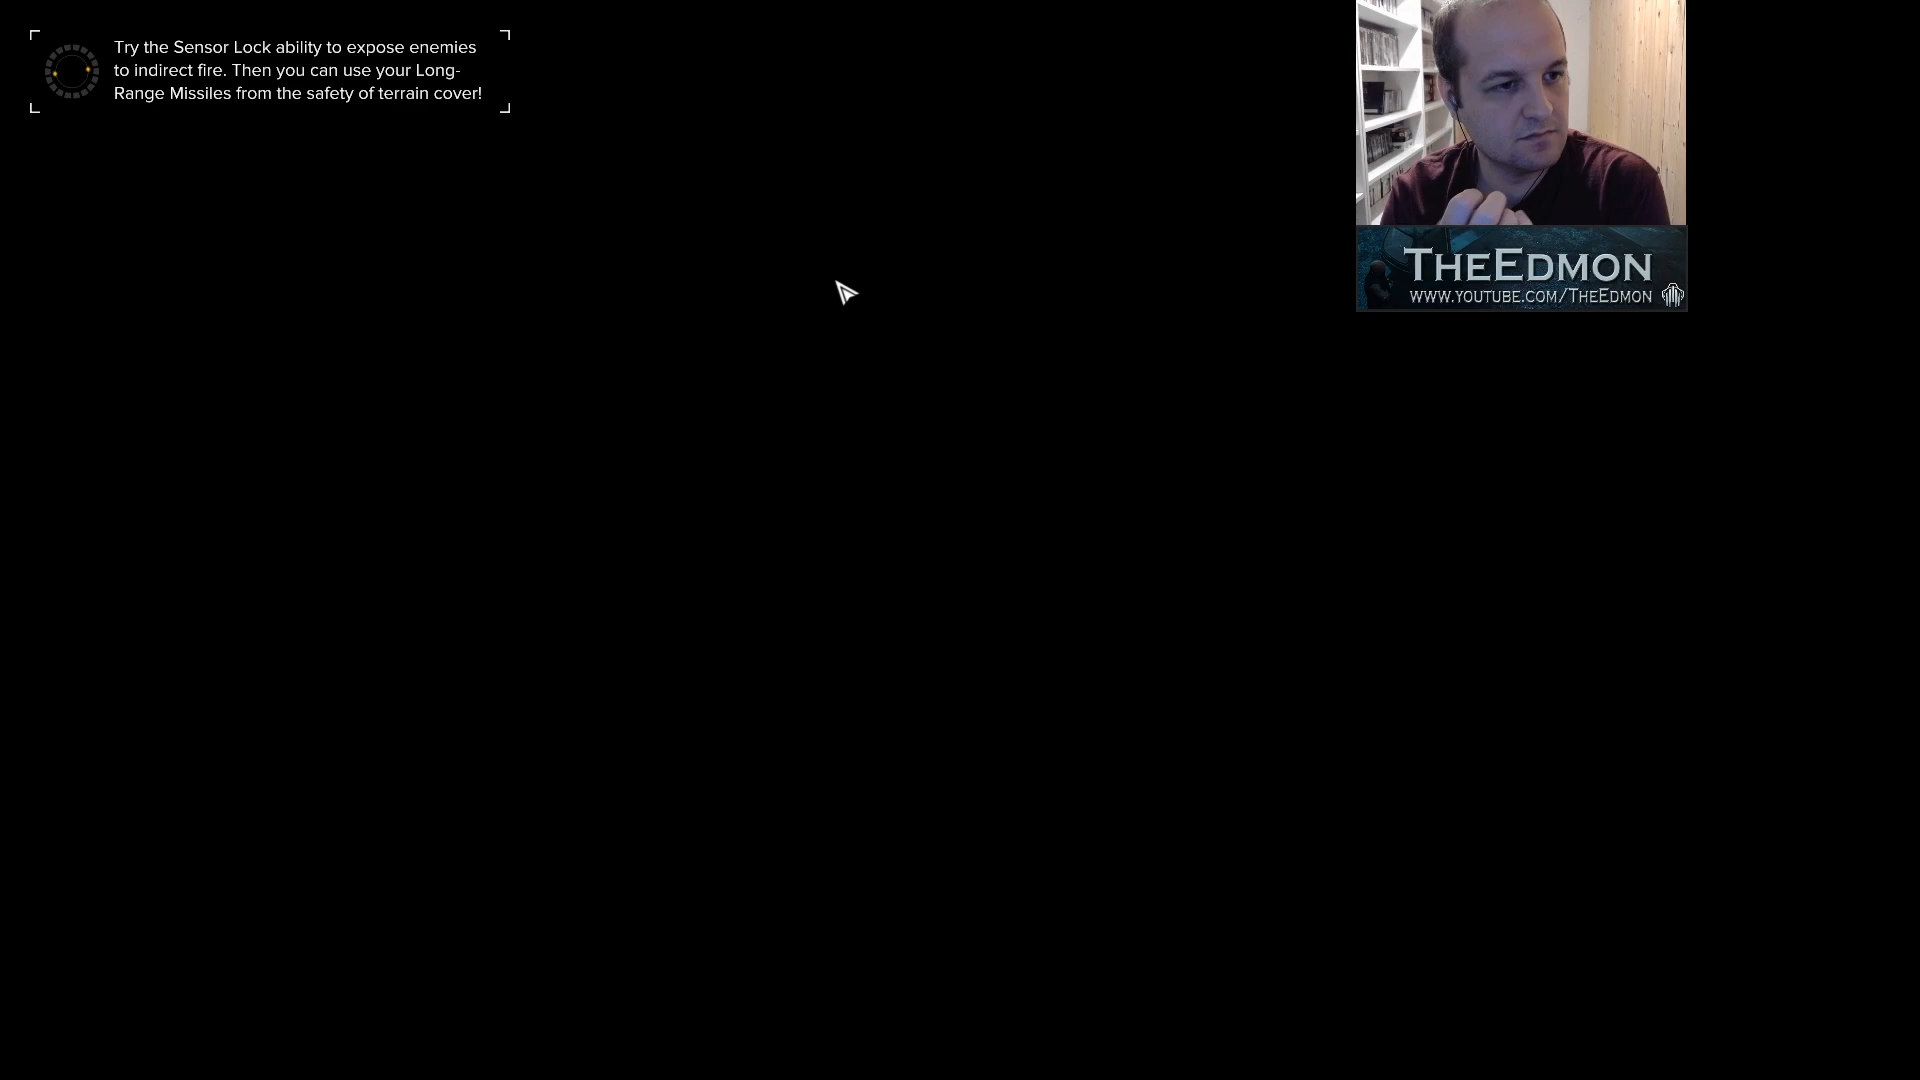 Try the Sensor Lock ability to expose enemies
to indirect fire. Then you can use your Long-
Range Missiles from the safety of terrain cover!
TheEdmon
www.youtube.com/TheEdmon